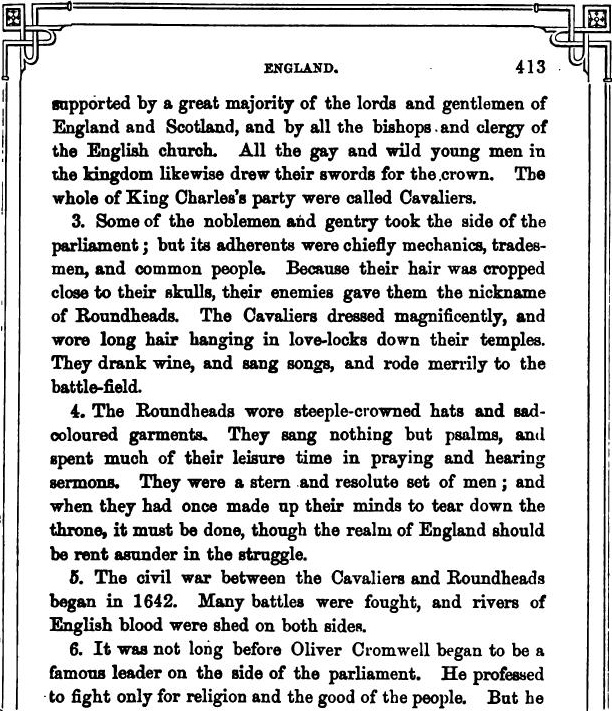 ENGLAND. 413
supported by a great majority of the lords and gentlemen of
England and Scotland, and by all the bishops and clergy of
the English church. All the gay and wild young men in
the kingdom likewise drew their swords for the crown. The
whole of King Charles's party were called Cavaliers.
3. Some of the noblemen and gentry took the side of the
parliament; but its adherents were chiefly mechanics, trades-
men, and common people. Because their hair was cropped
close to their skulls, their enemies gave them the nickname
of Roundheads. The Cavaliers dressed magnificently, and
wore long hair hanging in love-locks down their temples.
They drank wine, and sang songs, and rode merrily to the
battle-field.
4. The Roundheads wore steeple-crowned hats and sad-
coloured garments. They sang nothing but psalms, and
spent much of their leisure time in praying and hearing
sermons. They were a stern and resolute set of men; and
when they had once made up their minds to tear down the
throne, it must be done, though the realm of England should
be rent asunder in the struggle.
5. The civil war between the Cavaliers and Roundheads
began in 1642. Many battles were fought, and rivers of
English blood were shed on both sides.
6. It was not long before Oliver Cromwell began to be a
famous leader on the side of the parliament. He professed
to fight only for religion and the good of the people. But he